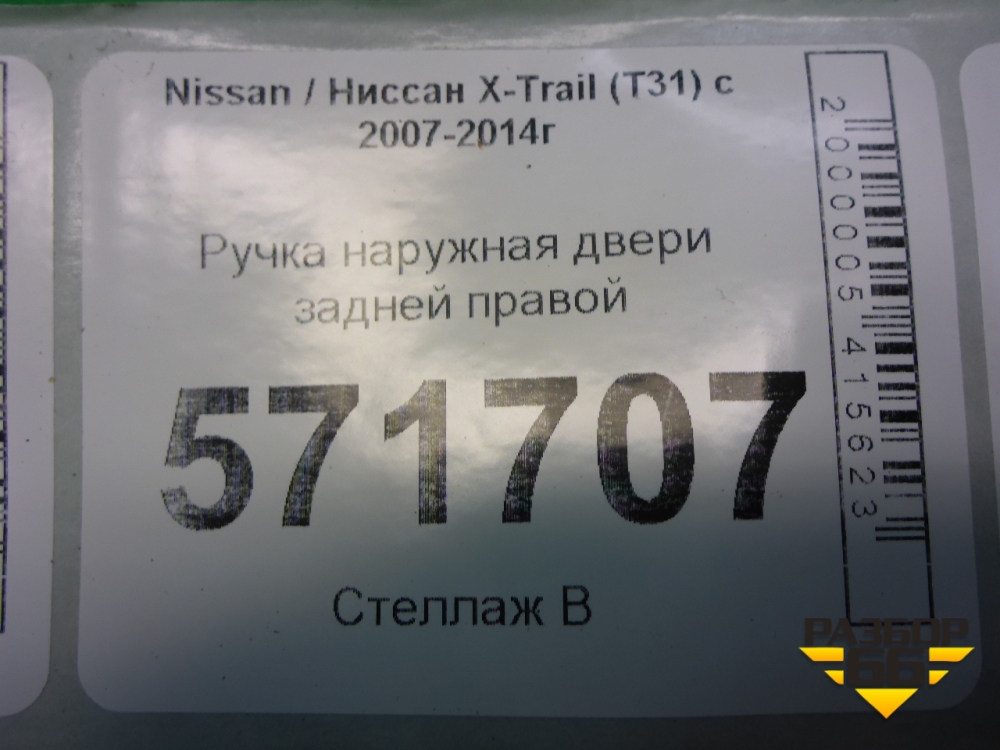 Nissan / Ниссан X-Trail (T31) с
2007-2014г
Ручка наружная двери
задней правой
571707
Стеллаж В
2000005415623
РАЗБОР
66